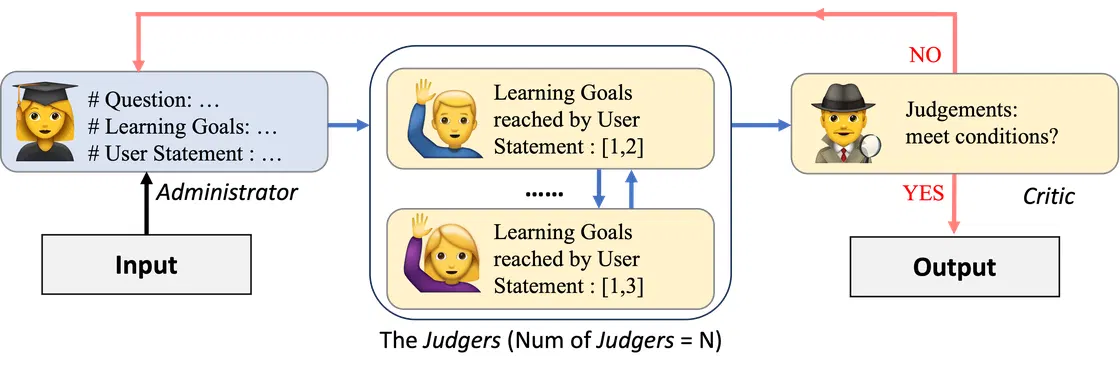 # Question: …
# Learning Goals: …
# User Statement : …
Administrator
Input
Learning Goals
reached by User
Statement : [1,2]
……
Learning Goals
reached by User
Statement : [1,3]
The Judgers (Num of Judgers = N)
NO
Judgements:
meet conditions?
YES
Critic
Output